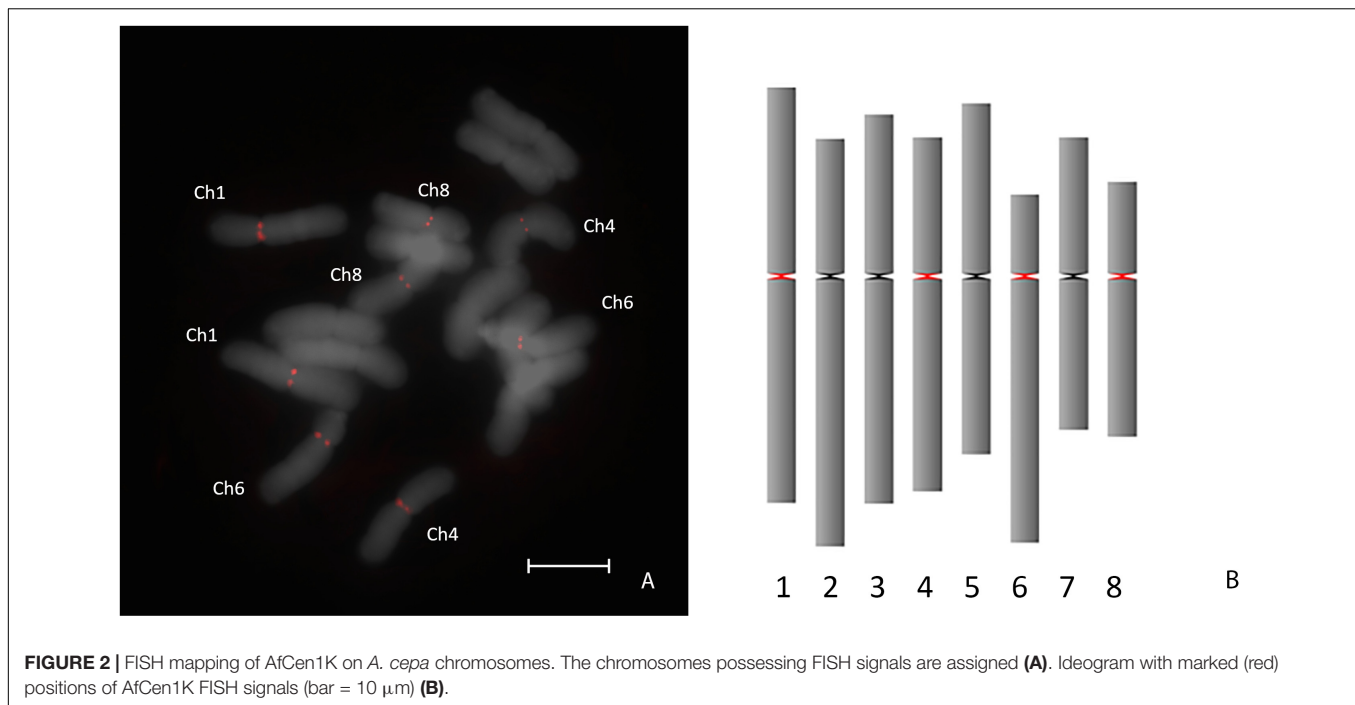 Ch1
Ch8
Ch4
Ch8
Ch6
Ch1
Ch6
Ch4
A
1 2 3 4 5 6 7 8 B
FIGURE 2 | FISH mapping of AfCen1K on A. cepa chromosomes. The chromosomes possessing FISH signals are assigned (A). Ideogram with marked (red)
positions of AfCen1K FISH signals (bar = 10 μm) (B).